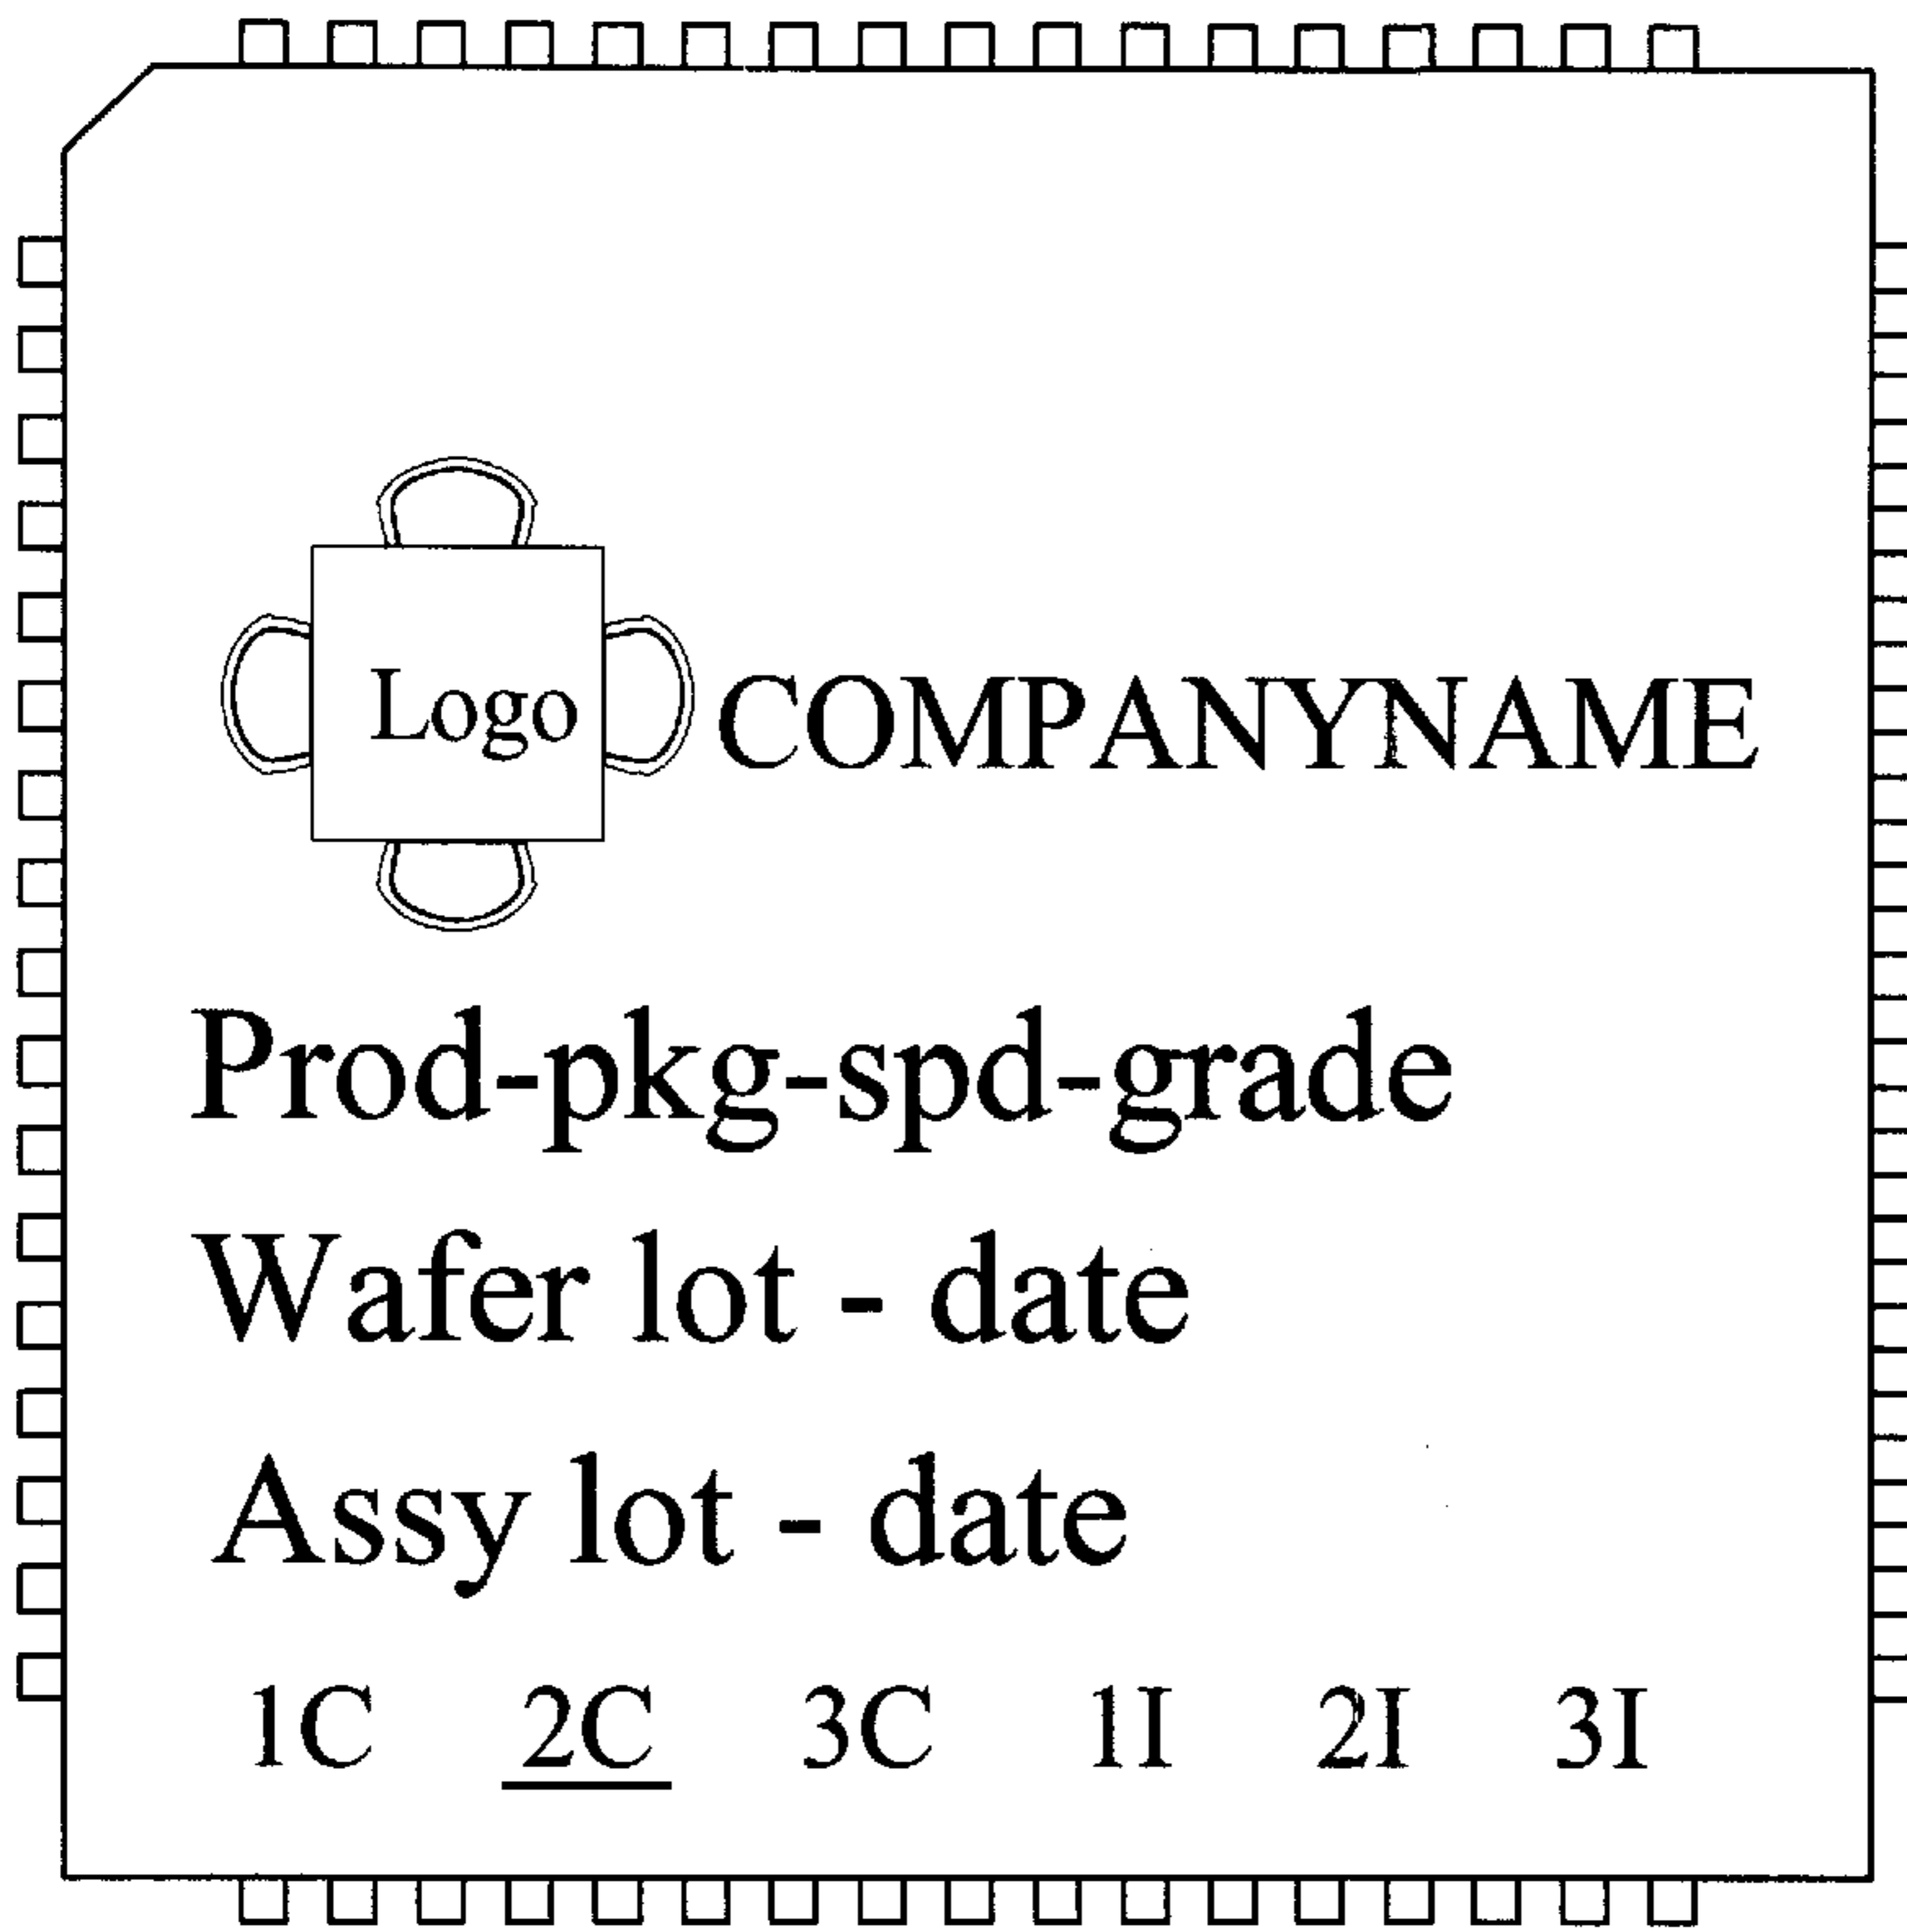 Logo COMPANYNAME
Prod-pkg-spd-grade
Wafer lot - date
Assy lot - date
1C 2C 3C 1I 2I 3I